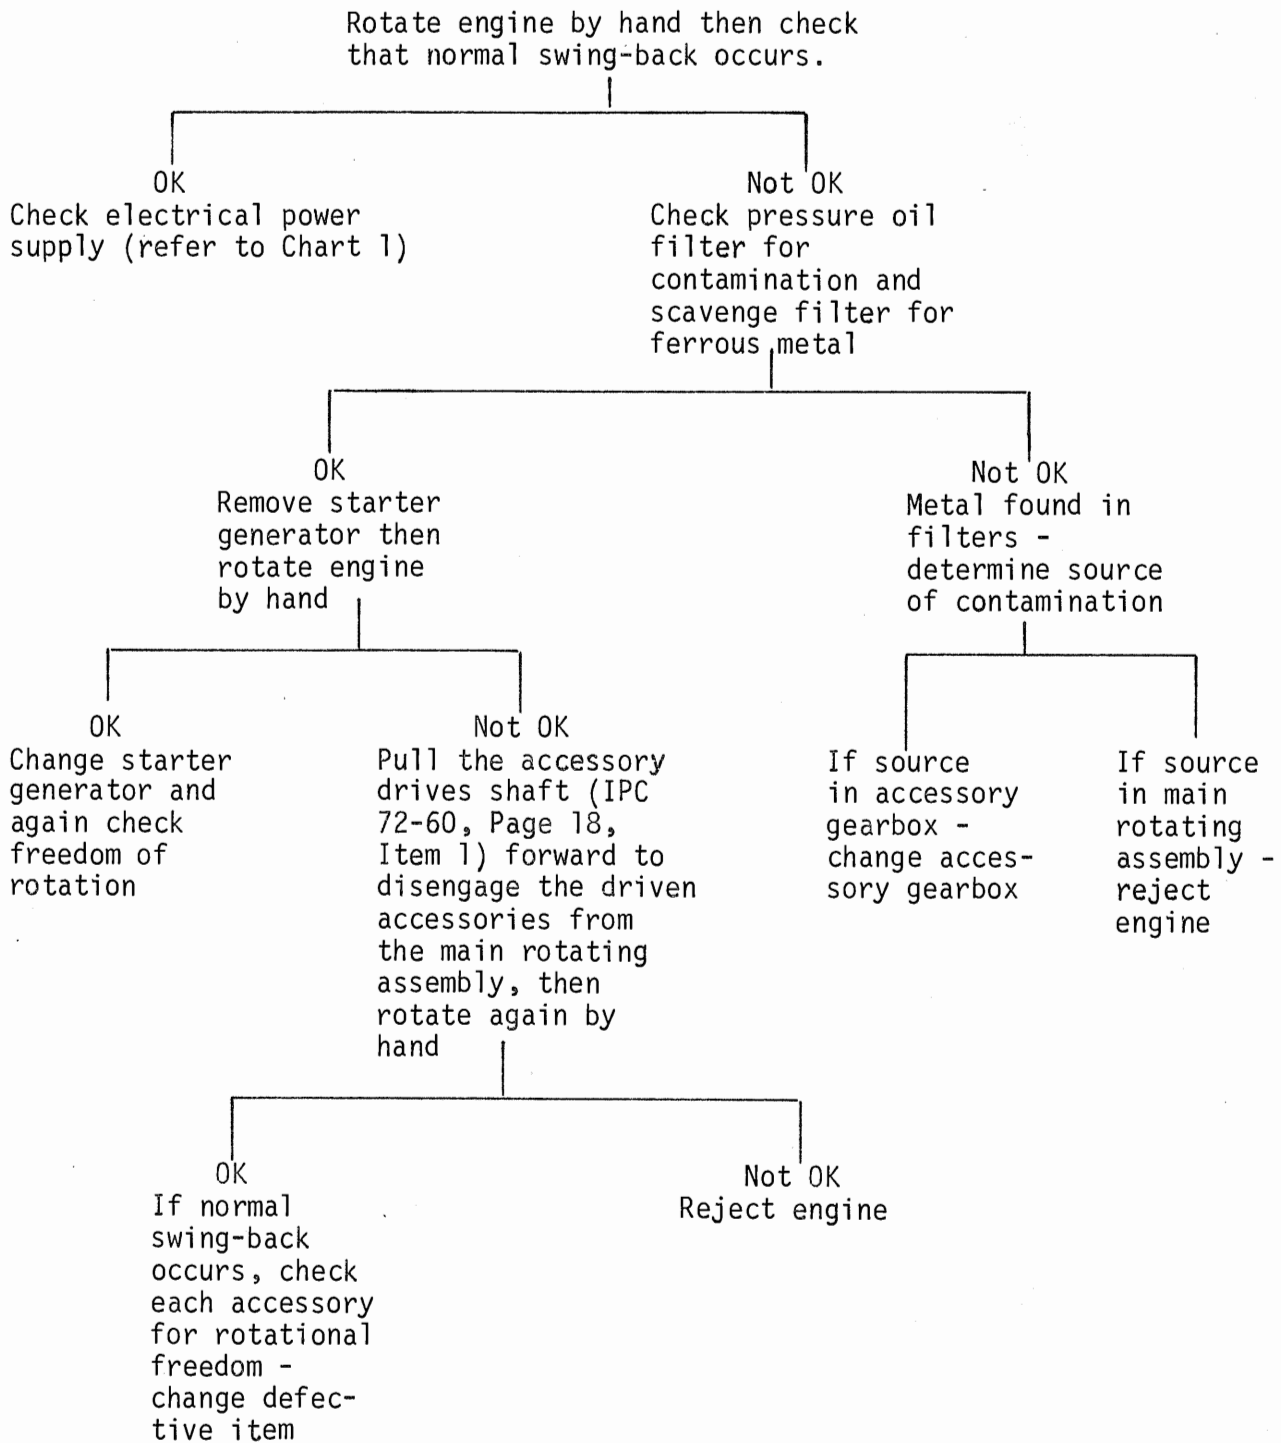 Rotate engine by hand then check
that normal swing-back occurs.
OK
Check electrical power
supply (refer to Chart 1)
Not OK
Check pressure oil
filter for
contamination and
scavenge filter for
ferrous metal
OK
Remove starter
generator then
rotate engine
by hand
Not OK
Metal found in
filters -
determine source
of contamination
OK
Change starter
generator and
again check
freedom of
rotation
Not OK
Pull the accessory
drives shaft (IPC
72-60, Page 18,
Item 1) forward to
disengage the driven
accessories from
the main rotating
assembly, then
rotate again by
hand
If source
in accessory
gearbox -
change acces-
sory gearbox
If source
in main
rotating
assembly -
reject
engine
OK
If normal
swing-back
occurs, check
each accessory
for rotational
freedom -
change defec-
tive item
Not OK
Reject engine